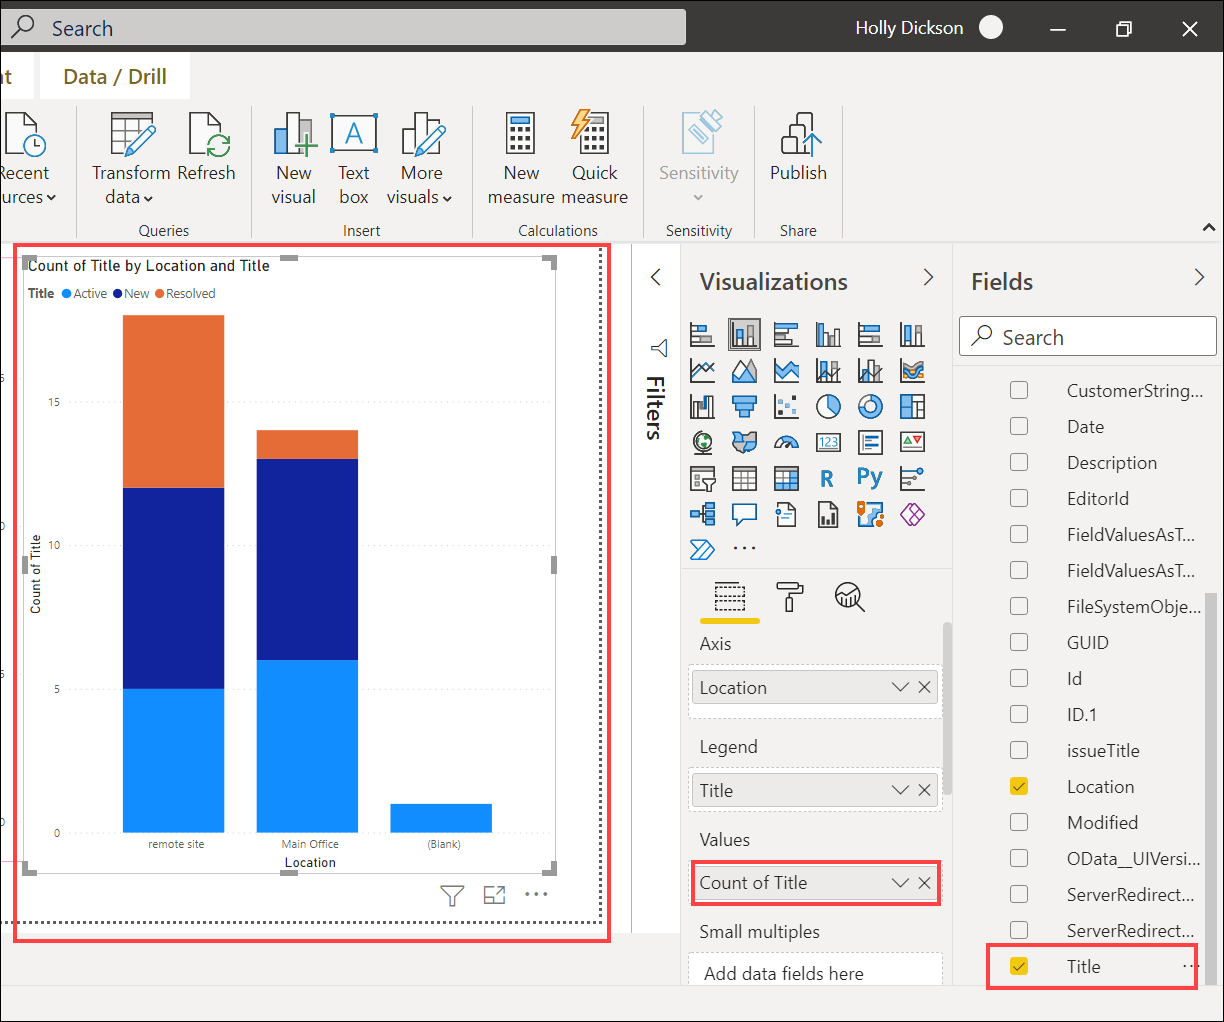 Search
Holly Dickson
nt
Data / Drill
Recent
urces
Transform
data
Refresh
Queries
New
visual
Text
box
More
visuals
Insert
New
measure
Quick
measure
Calculations
Sensitivity
Sensitivity
Publish
Share
Count of Title by Location and Title
Title Active New Resolved
15
10
5
0
Count of Title
remote site
Main Office
(Blank)
Location
Filters
Visualizations
123
R
Py
Axis
Location
Legend
Title
Values
Count of Title
Small multiples
Add data fields here
Fields
Search
CustomerString...
Date
Description
EditorId
FieldValuesAsT...
FieldValuesAsT...
FileSystemObje...
GUID
Id
ID.1
issueTitle
Location
Modified
OData__UIVersi...
ServerRedirect...
ServerRedirect...
Title